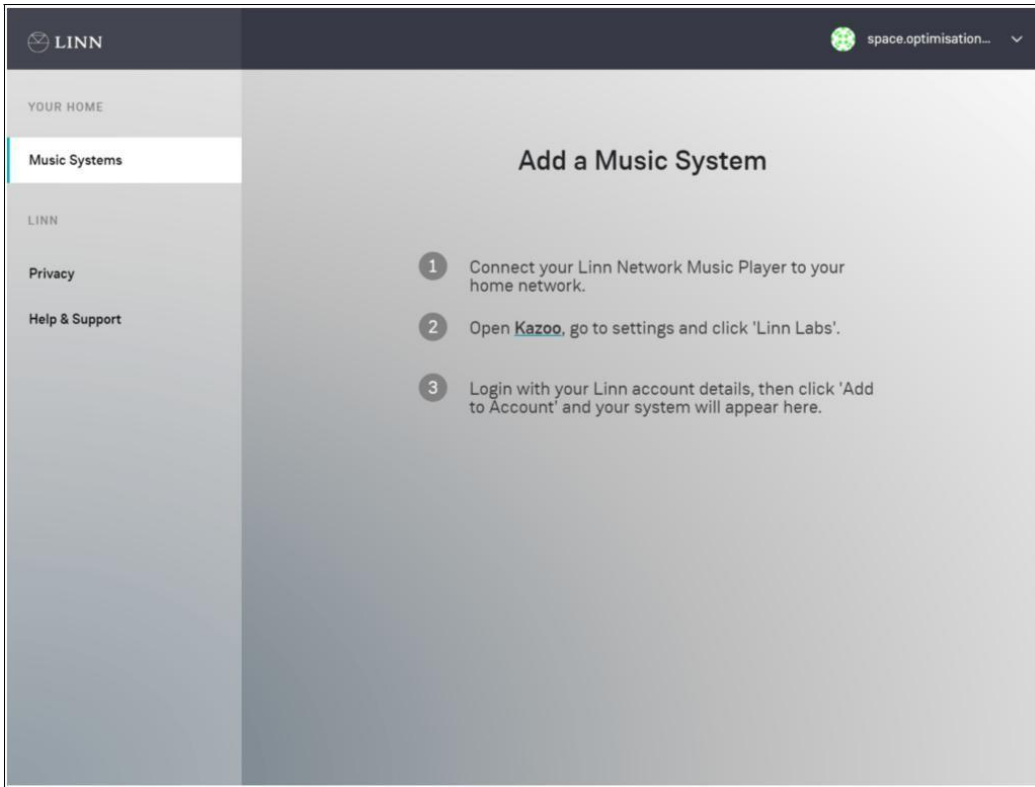 LINN
space.optimisation...
YOUR HOME
Music Systems
Add a Music System
LINN
Privacy
Help & Support
1 Connect your Linn Network Music Player to your
home network.
2 Open Kazoo, go to settings and click 'Linn Labs'.
3 Login with your Linn account details, then click 'Add
to Account' and your system will appear here.